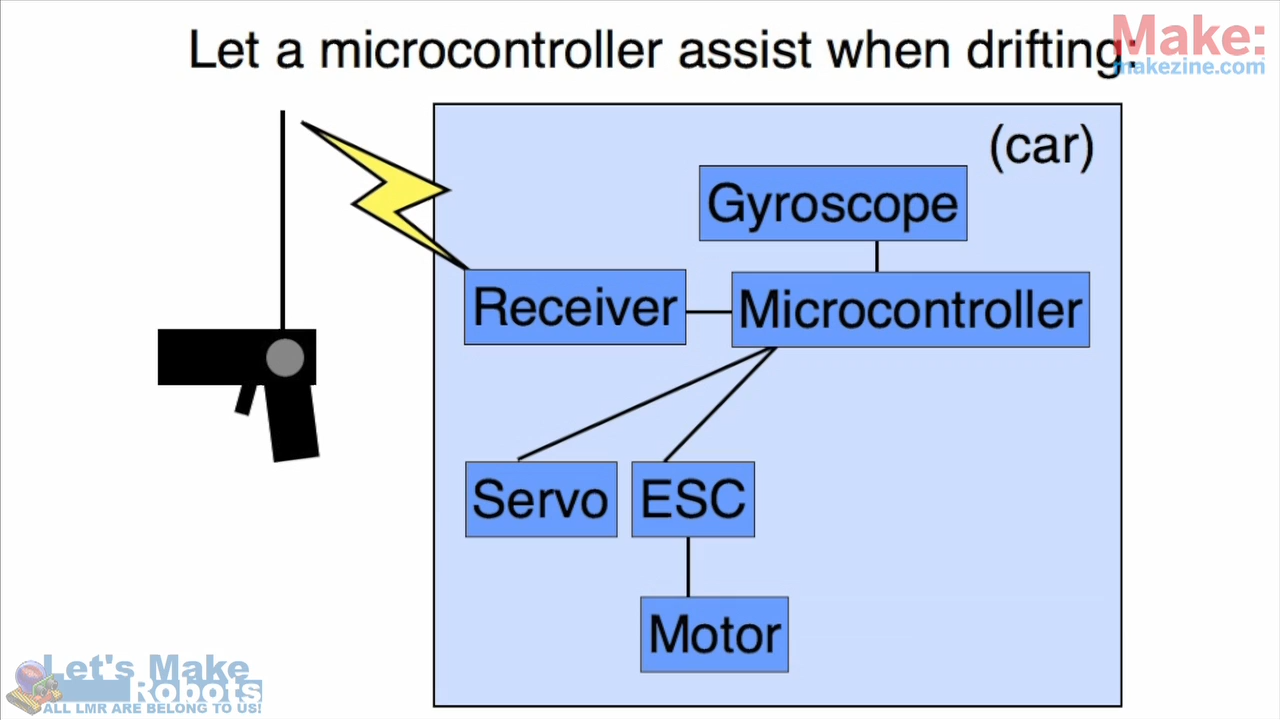 Let a microcontroller assist when drifting:
Make:
makezine.com
(car)
Gyroscope
Receiver
Microcontroller
Servo
ESC
Motor
Let's Make
Robots
ALL LMR ARE BELONG TO US!